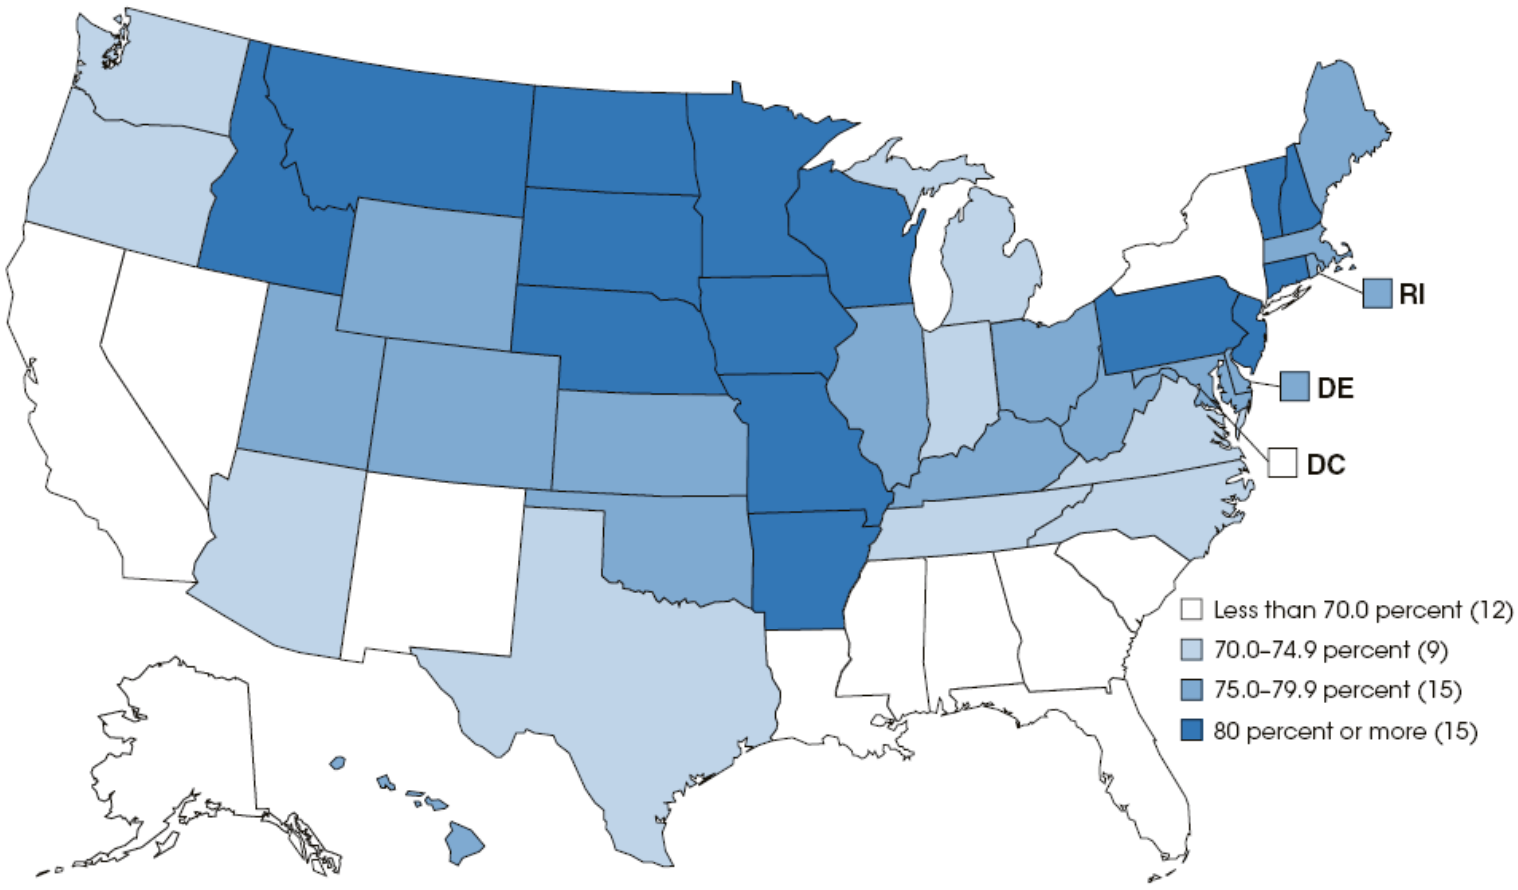 RI
DE
DC
Less than 70.0 percent (12)
70.0–74.9 percent (9)
75.0–79.9 percent (15)
80 percent or more (15)